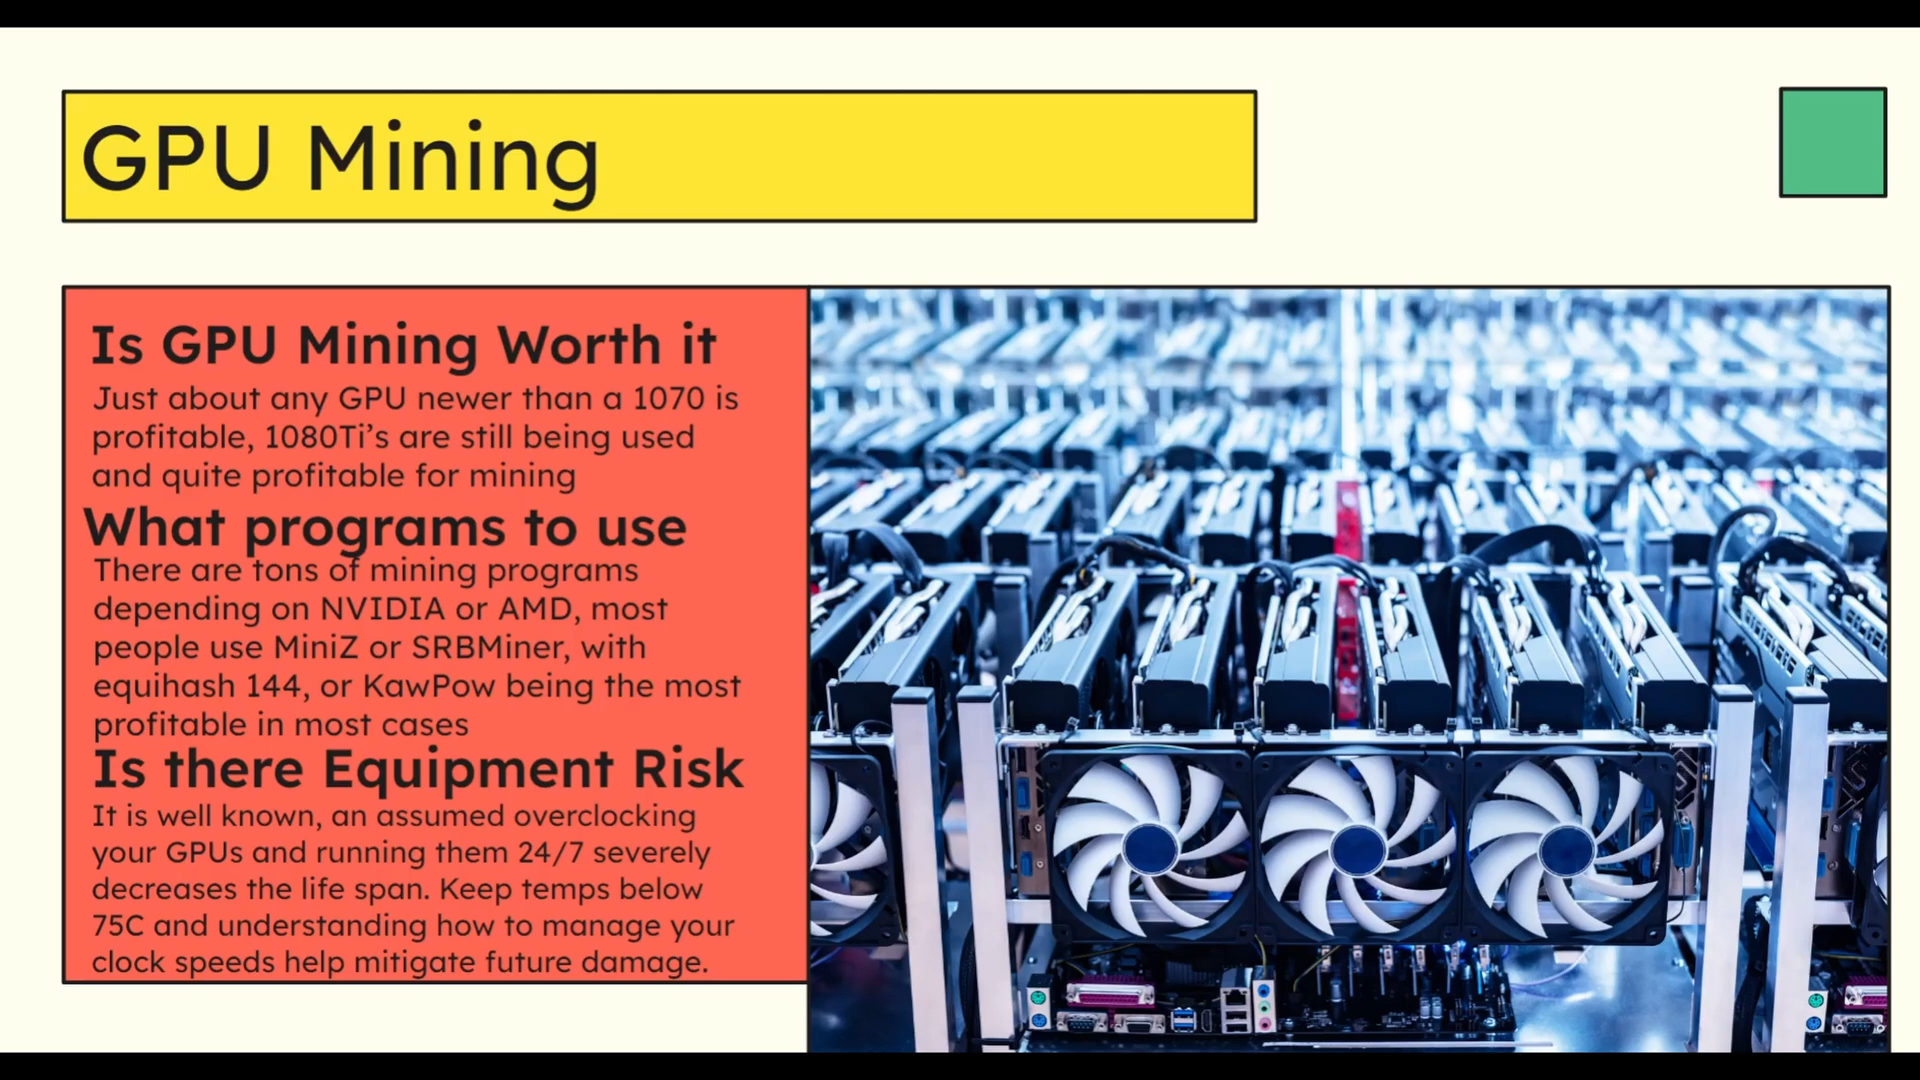 GPU Mining
Is GPU Mining Worth it
Just about any GPU newer than a 1070 is
profitable, 1080Ti’s are still being used
and quite profitable for mining
What programs to use
There are tons of mining programs
depending on NVIDIA or AMD, most
people use MiniZ or SRBMiner, with
equihash 144, or KawPow being the most
profitable in most cases
Is there Equipment Risk
It is well known, an assumed overclocking
your GPUs and running them 24/7 severely
decreases the life span. Keep temps below
75C and understanding how to manage your
clock speeds help mitigate future damage.